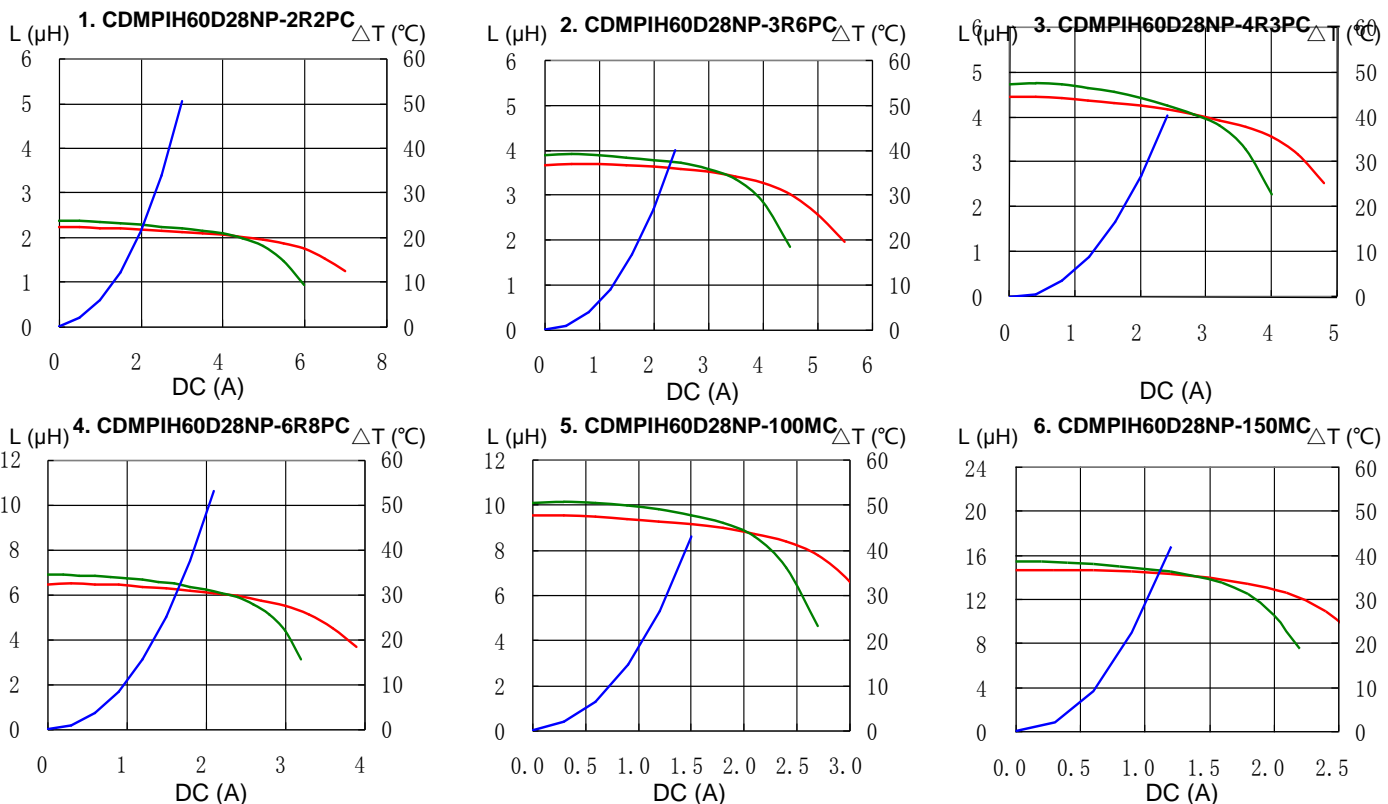 1. CDMPIH60D28NP-2R2PC
L (μH)
△T (℃)
6
5
4
3
2
1
0
60
50
40
30
20
10
0
0 2 4 6 8
DC (A)
2. CDMPIH60D28NP-3R6PC
L (μH)
△T (℃)
6
5
4
3
2
1
0
60
50
40
30
20
10
0
0 1 2 3 4 5 6
DC (A)
3. CDMPIH60D28NP-4R3PC
L (μH)
△T (℃)
6
5
4
3
2
1
0
60
50
40
30
20
10
0
0 1 2 3 4 5
DC (A)
4. CDMPIH60D28NP-6R8PC
L (μH)
△T (℃)
12
10
8
6
4
2
0
60
50
40
30
20
10
0
0 1 2 3 4
DC (A)
5. CDMPIH60D28NP-100MC
L (μH)
△T (℃)
12
10
8
6
4
2
0
60
50
40
30
20
10
0
0.0 0.5 1.0 1.5 2.0 2.5 3.0
DC (A)
6. CDMPIH60D28NP-150MC
L (μH)
△T (℃)
24
20
16
12
8
4
0
60
50
40
30
20
10
0
0.0 0.5 1.0 1.5 2.0 2.5
DC (A)